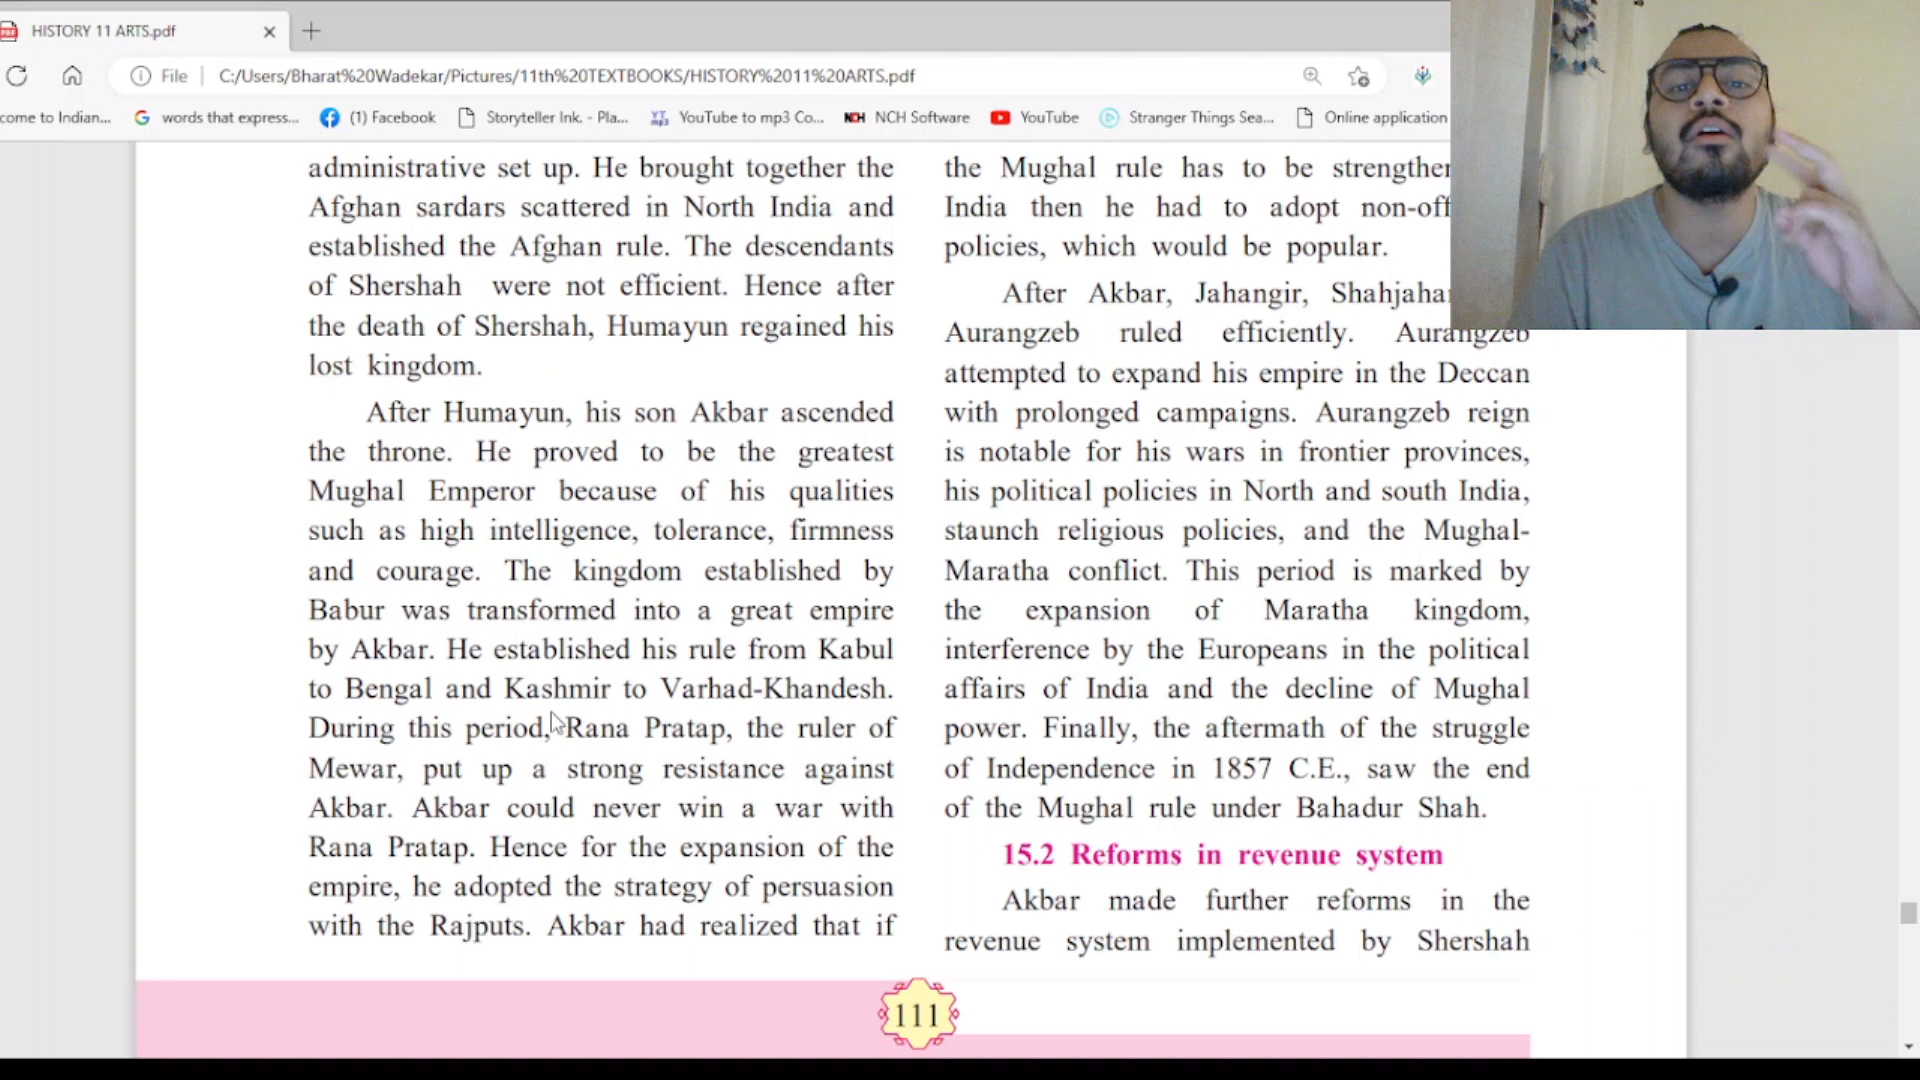 HISTORY 11 ARTS.pdf
File
C:/Users/Bharat%20Wadekar/Pictures/11th%20TEXTBOOKS/HISTORY%2011%20ARTS.pdf
come to Indian...
words that express...
(1) Facebook
Storyteller Ink. - Pla...
YouTube to mp3 Co...
NCH
NCH Software
YouTube
Stranger Things Sea...
Online application
administrative set up. He brought together the
Afghan sardars scattered in North India and
established the Afghan rule. The descendants
of Shershah were not efficient. Hence after
the death of Shershah, Humayun regained his
lost kingdom.
After Humayun, his son Akbar ascended
the throne. He proved to be the greatest
Mughal Emperor because of his qualities
such as high intelligence, tolerance, firmness
and courage. The kingdom established by
Babur was transformed into a great empire
by Akbar. He established his rule from Kabul
to Bengal and Kashmir to Varhad-Khandesh.
During this period, Rana Pratap, the ruler of
Mewar, put up a strong resistance against
Akbar. Akbar could never win a war with
Rana Pratap. Hence for the expansion of the
empire, he adopted the strategy of persuasion
with the Rajputs. Akbar had realized that if
the Mughal rule has to be strengthen
India then he had to adopt non-off
policies, which would be popular.
After Akbar, Jahangir, Shahjaha
Aurangzeb ruled efficiently. Aurangzeb
attempted to expand his empire in the Deccan
with prolonged campaigns. Aurangzeb reign
is notable for his wars in frontier provinces,
his political policies in North and south India,
staunch religious policies, and the Mughal-
Maratha conflict. This period is marked by
the expansion of Maratha kingdom,
interference by the Europeans in the political
affairs of India and the decline of Mughal
power. Finally, the aftermath of the struggle
of Independence in 1857 C.E., saw the end
of the Mughal rule under Bahadur Shah.
15.2 Reforms in revenue system
Akbar made further reforms in the
revenue system implemented by Shershah
111